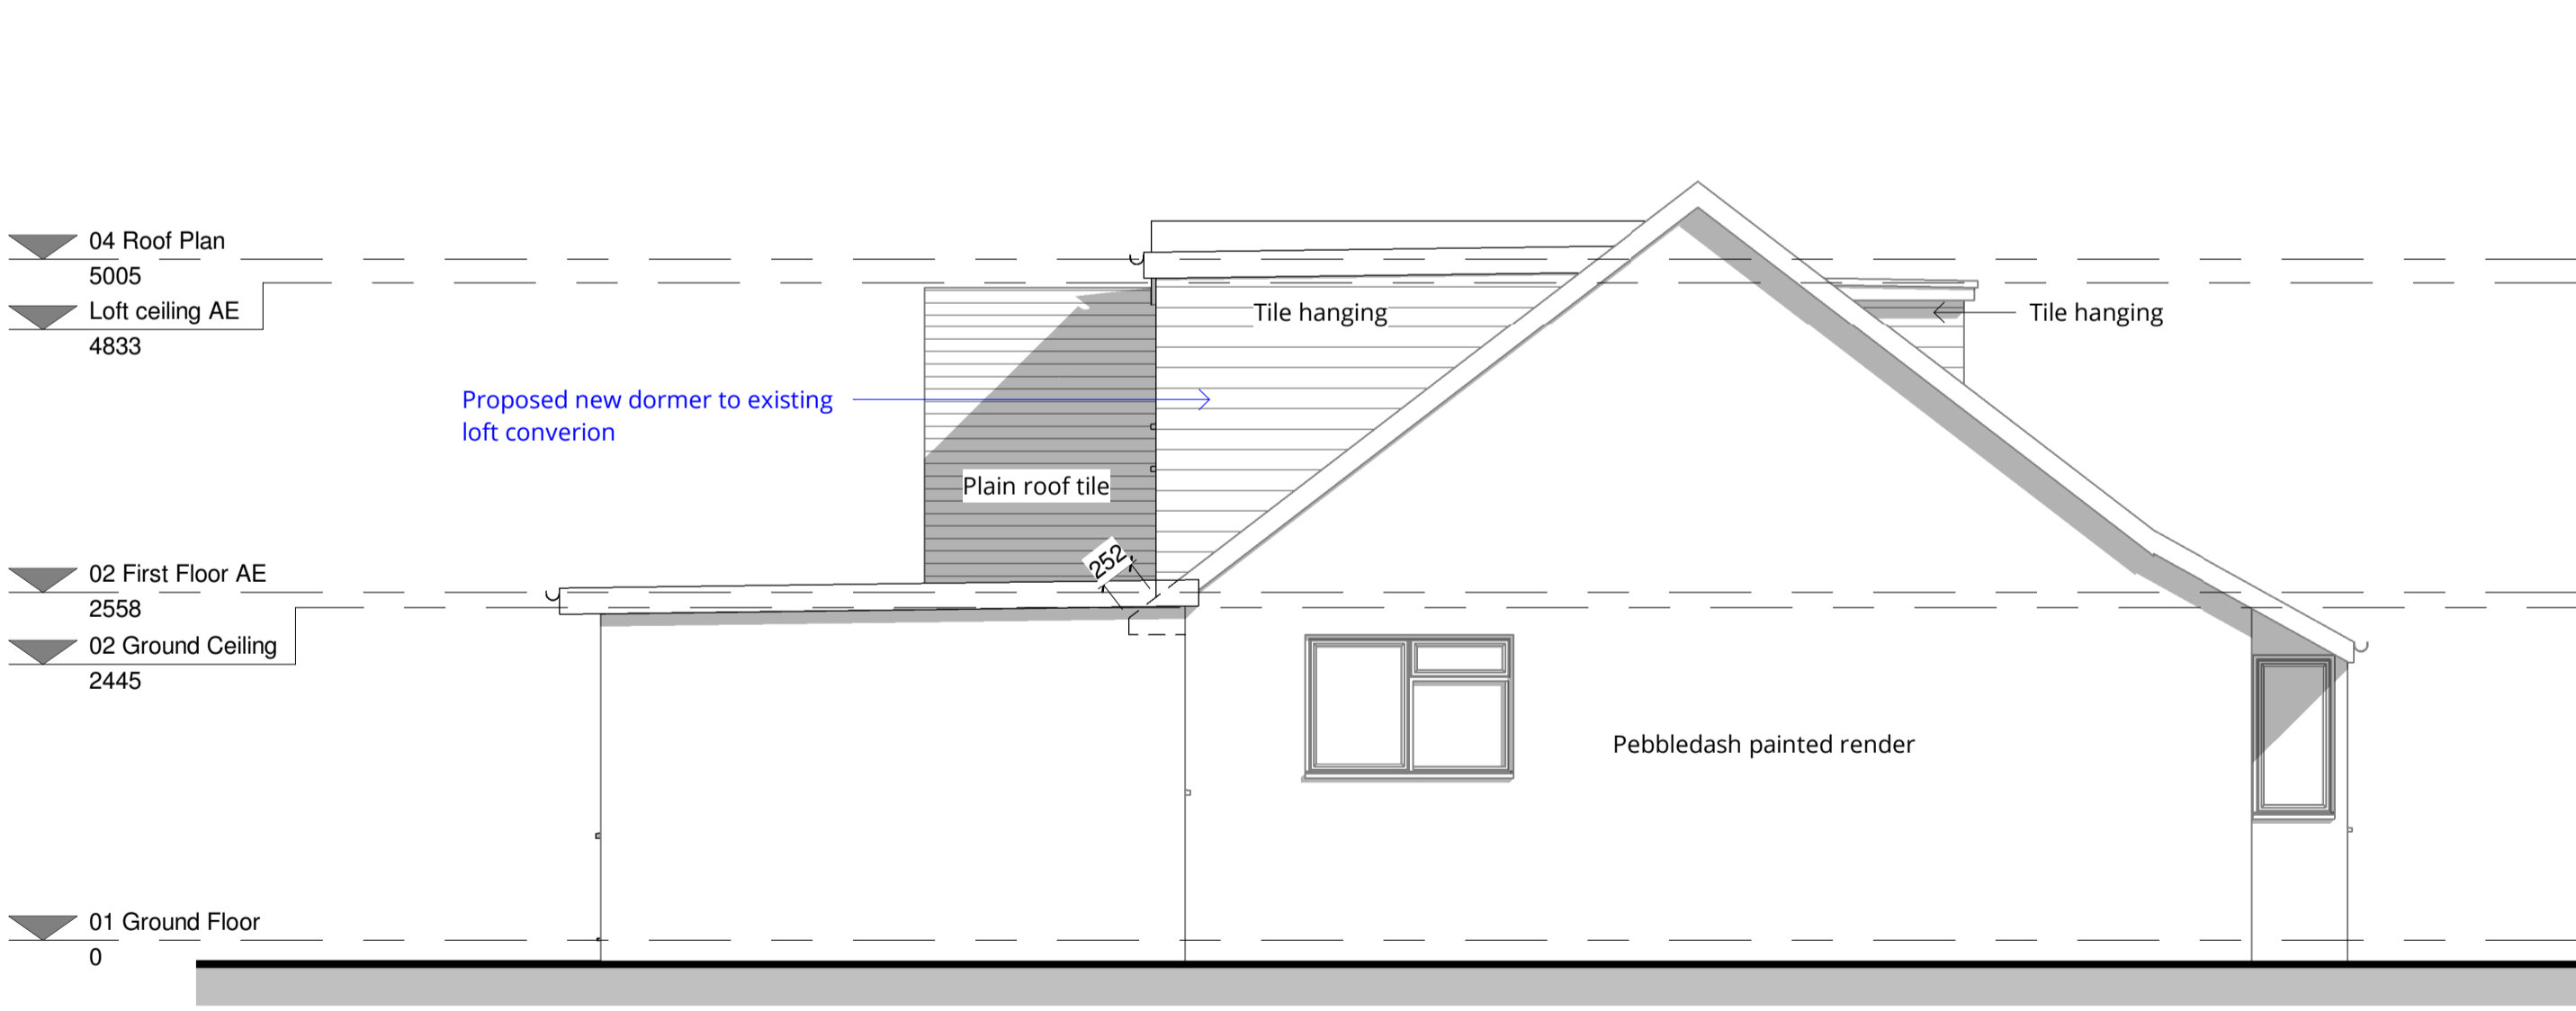 04 Roof Plan
5005
Loft ceiling AE
4833
Tile hanging
Tile hanging
Proposed new dormer to existing
loft converion
Plain roof tile
252
02 First Floor AE
2558
02 Ground Ceiling
2445
Pebbledash painted render
01 Ground Floor
0